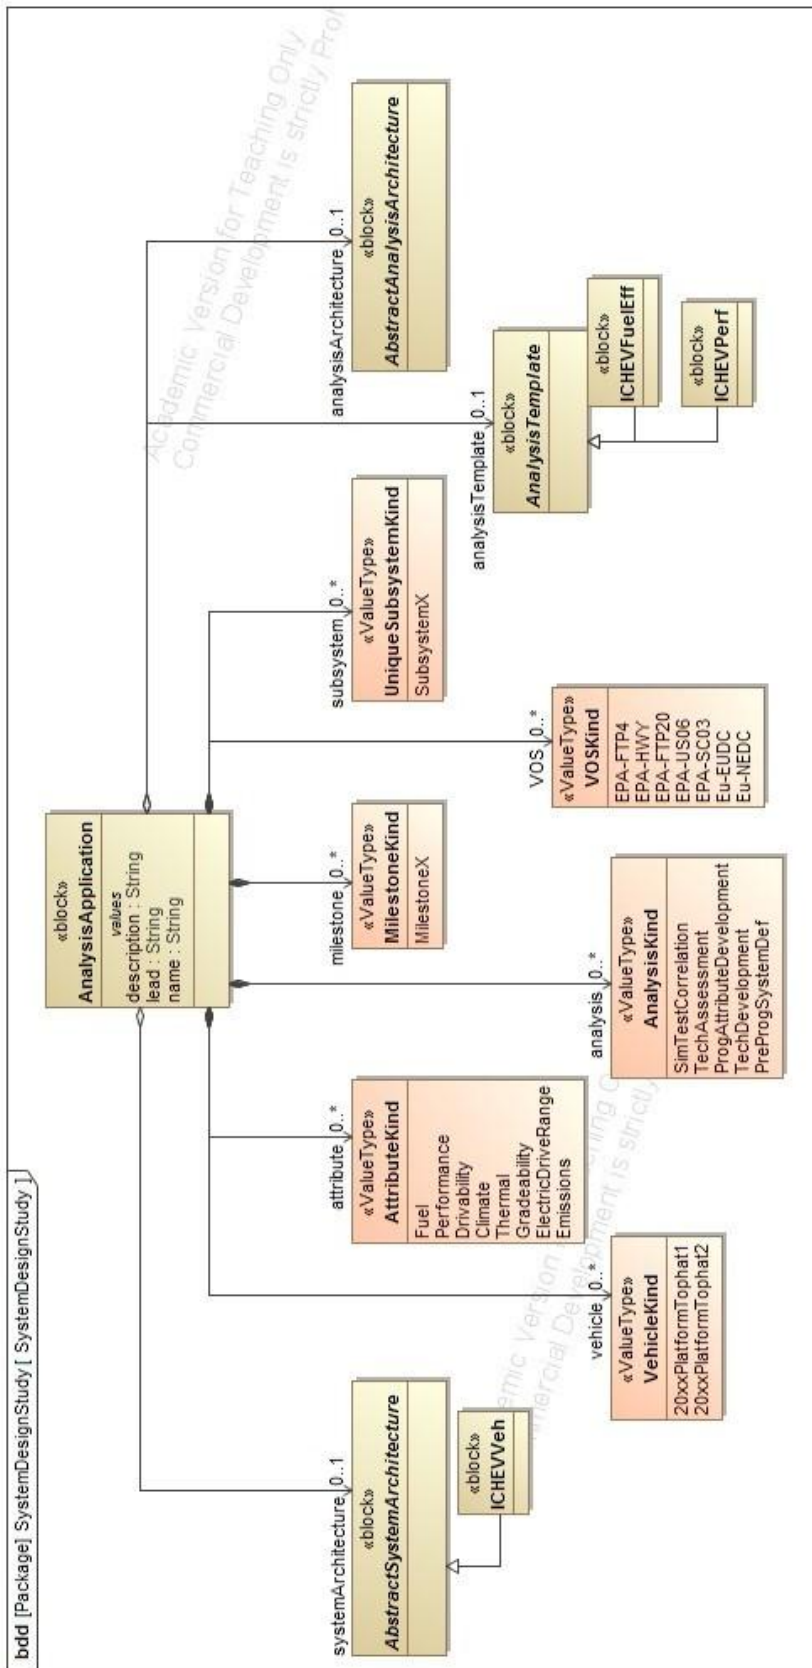 bdd [Package] SystemDesignStudy [ SystemDesignStudy ]
«block»
AnalysisApplication
values
description : String
lead : String
name : String
systemArchitecture 0..1
«block»
AbstractSystemArchitecture
«block»
ICHEVVeh
vehicle 0..*
«ValueType»
VehicleKind
20xxPlatformTophat1
20xxPlatformTophat2
attribute 0..*
«ValueType»
AttributeKind
Fuel
Performance
Drivability
Climate
Thermal
Gradeability
ElectricDriveRange
Emissions
analysis 0..*
«ValueType»
AnalysisKind
SimTestCorrelation
TechAssessment
ProgAttributeDevelopment
TechDevelopment
PreProgSystemDef
milestone 0..*
«ValueType»
MilestoneKind
MilestoneX
VOS 0..*
«ValueType»
VOSKind
EPA-FTP4
EPA-HWY
EPA-FTP20
EPA-US06
EPA-SC03
Eu-EUDC
Eu-NEDC
subsystem 0..*
«ValueType»
UniqueSubsystemKind
SubsystemX
analysisTemplate 0..1
«block»
AnalysisTemplate
«block»
ICHEVFuelEff
«block»
ICHEVPerf
analysisArchitecture 0..1
«block»
AbstractAnalysisArchitecture
Academic Version for Teaching Only
Commercial Development is strictly